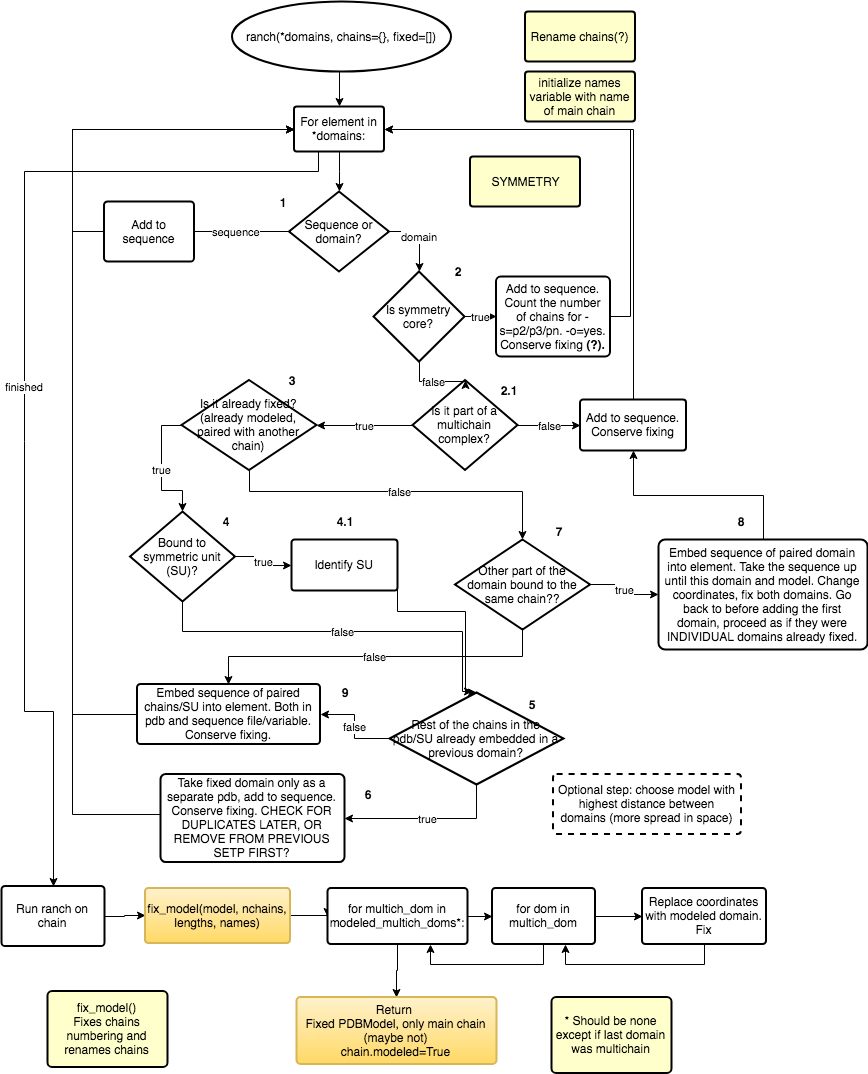 ranch(*domains, chains={}, fixed=[])
Rename chains(?)
initialize names
variable with name
of main chain
For element in
*domains:
SYMMETRY
1
Add to
sequence
sequence
Sequence or
domain?
domain
2
Is symmetry
core?
true
Add to sequence.
Count the number
of chains for -
s=p2/p3/pn. -o=yes.
Conserve fixing (?).
finished
false
3
2.1
Is it already fixed?
(already modeled,
paired with another
chain)
true
Is it part of a
multichain
complex?
false
Add to sequence.
Conserve fixing
true
false
4
4.1
7
8
Bound to
symmetric unit
(SU)?
true
Identify SU
Other part of the
domain bound to the
same chain??
true
Embed sequence of paired domain
into element. Take the sequence up
until this domain and model. Change
coordinates, fix both domains. Go
back to before adding the first
domain, proceed as if they were
INDIVIDUAL domains already fixed.
false
false
Embed sequence of paired
chains/SU into element. Both in
pdb and sequence file/variable.
Conserve fixing.
9
false
5
Rest of the chains in the
pdb/SU already embedded in a
previous domain?
Take fixed domain only as a
separate pdb, add to sequence.
Conserve fixing. CHECK FOR
DUPLICATES LATER, OR
REMOVE FROM PREVIOUS
SETP FIRST?
6
true
Optional step: choose model with
highest distance between
domains (more spread in space)
Run ranch on
chain
fix_model(model, nchains,
lengths, names)
for multich_dom in
modeled_multich_doms*:
for dom in
multich_dom
Replace coordinates
with modeled domain.
Fix
fix_model()
Fixes chains
numbering and
renames chains
Return
Fixed PDBModel, only main chain
(maybe not)
chain.modeled=True
* Should be none
except if last domain
was multichain